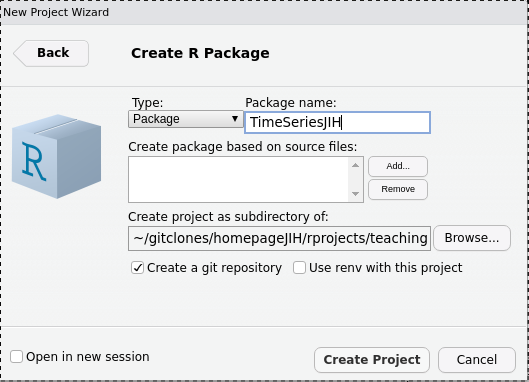 New Project Wizard
Back
Create R Package
Type:
Package name:
Package
TimeSeriesJIH
Create package based on source files:
Add...
Remove
Create project as subdirectory of:
~/gitclones/homepageJIH/rprojects/teaching
Browse...
Create a git repository
Use renv with this project
Open in new session
Create Project
Cancel
R